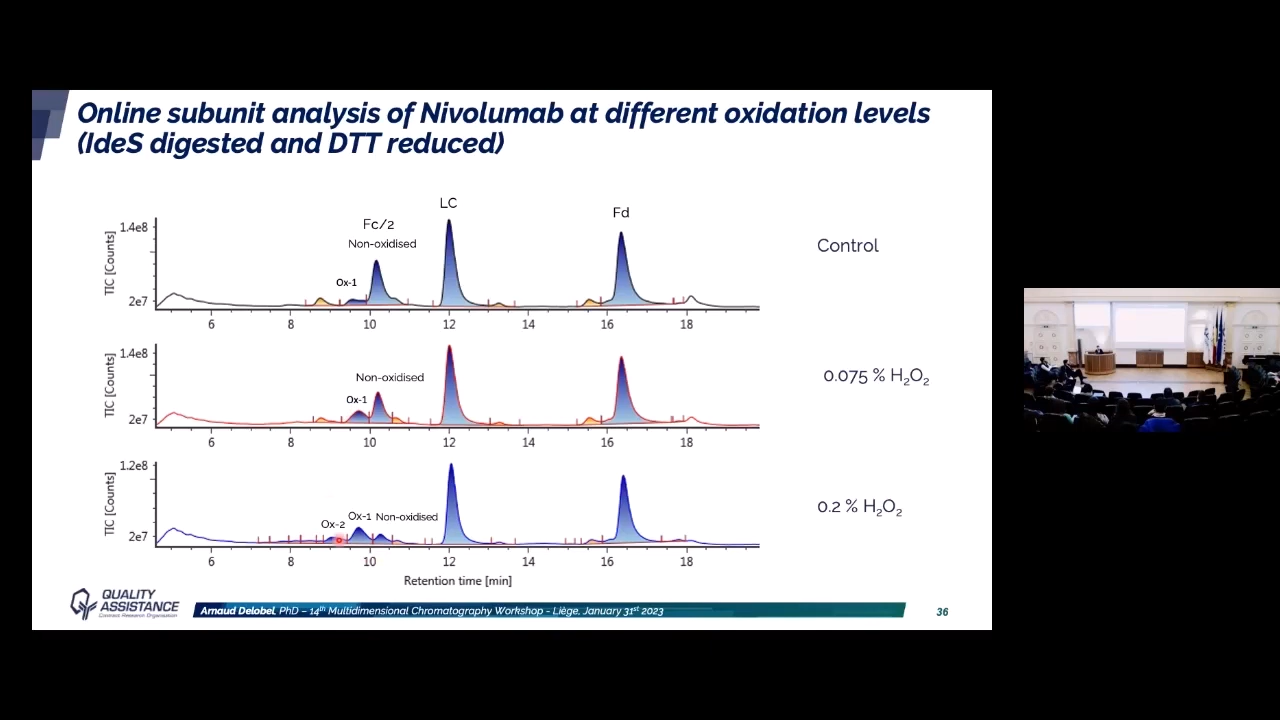 Online subunit analysis of Nivolumab at different oxidation levels
(IdeS digested and DTT reduced)
LC
Fd
Fc/2
Non-oxidised
Ox-1
Control
TIC [Counts]
1.4e8
2e7
6 8 10 12 14 16 18
Non-oxidised
Ox-1
0.075 % H₂O₂
TIC [Counts]
1.4e8
2e7
6 8 10 12 14 16 18
Ox-2 Ox-1 Non-oxidised
0.2 % H₂O₂
TIC [Counts]
1.2e8
2e7
6 8 10 12 14 16 18
Retention time [min]
QUALITY
ASSISTANCE
Contract Research Organisation
Arnaud Delobel, PhD – 14th Multidimensional Chromatography Workshop - Liège, January 31st 2023
36